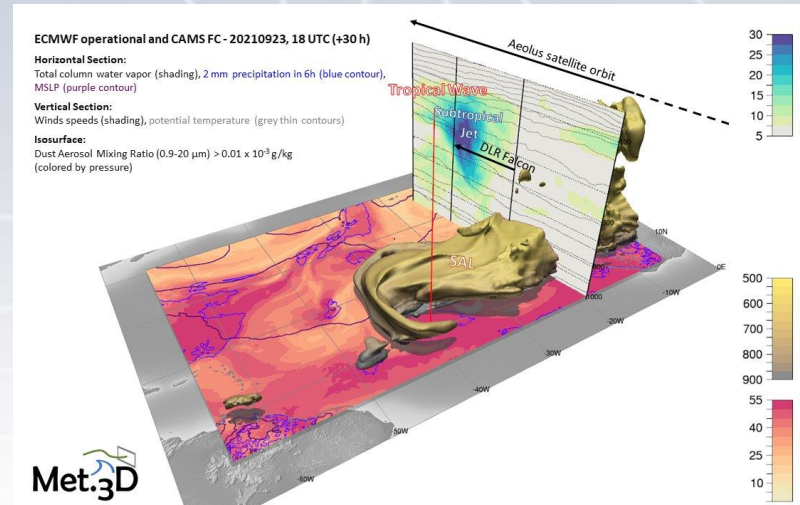 ECMWF operational and CAMS FC - 20210923, 18 UTC (+30 h)
Horizontal Section:
Total column water vapor (shading), 2 mm precipitation in 6h (blue contour),
MSLP (purple contour)
Vertical Section:
Winds speeds (shading), potential temperature (grey thin contours)
Isosurface:
Dust Aerosol Mixing Ratio (0.9-20 µm) > 0.01 x 10⁻³ g/kg
(colored by pressure)
Aeolus satellite orbit
Tropical Wave
Subtropical
Jet
DLR Falcon
SAL
30
25
20
15
10
5
10N
0E
-10W
-20W
-30W
-40W
50W
-60W
1000
500
600
700
800
900
55
40
25
10
Met.3D